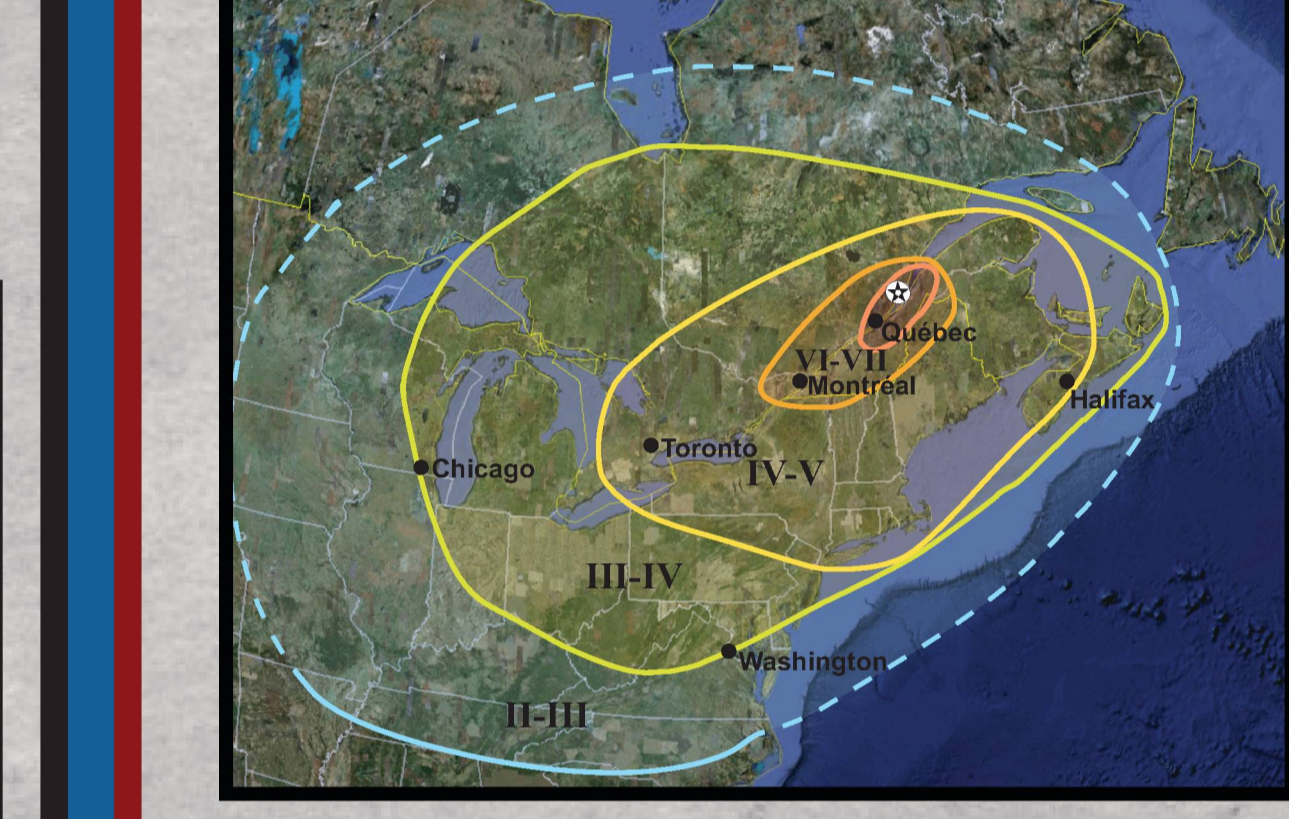 Québec
VI-VII
Montréal
Halifax
Toronto
IV-V
Chicago
III-IV
Washington
II-III